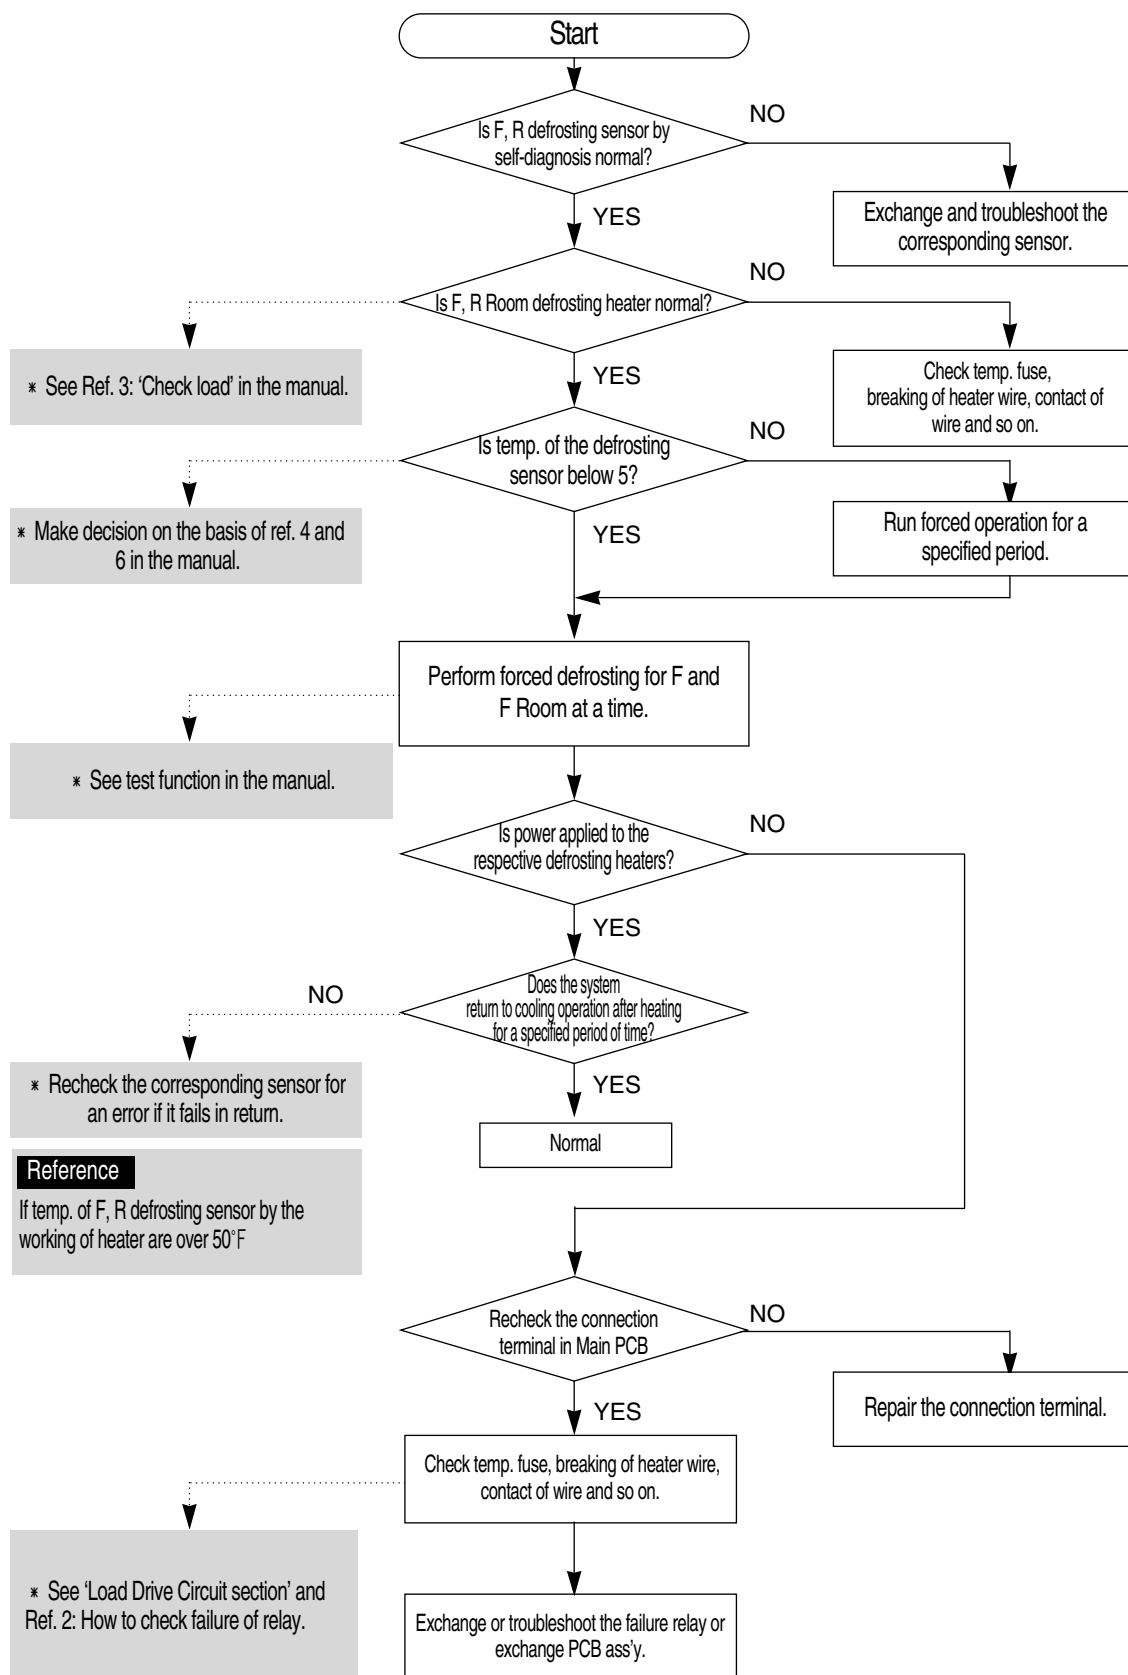 Start
Is F, R defrosting sensor by
self-diagnosis normal?
NO
YES
Exchange and troubleshoot the
corresponding sensor.
Is F, R Room defrosting heater normal?
NO
YES
* See Ref. 3: ‘Check load’ in the manual.
Check temp. fuse,
breaking of heater wire, contact of
wire and so on.
Is temp. of the defrosting
sensor below 5?
NO
YES
* Make decision on the basis of ref. 4 and
6 in the manual.
Run forced operation for a
specified period.
Perform forced defrosting for F and
F Room at a time.
* See test function in the manual.
Is power applied to the
respective defrosting heaters?
NO
YES
Does the system
return to cooling operation after heating
for a specified period of time?
NO
YES
* Recheck the corresponding sensor for
an error if it fails in return.
Normal
Reference
If temp. of F, R defrosting sensor by the
working of heater are over 50°F
Recheck the connection
terminal in Main PCB
NO
YES
Repair the connection terminal.
Check temp. fuse, breaking of heater wire,
contact of wire and so on.
* See ‘Load Drive Circuit section’ and
Ref. 2: How to check failure of relay.
Exchange or troubleshoot the failure relay or
exchange PCB ass’y.